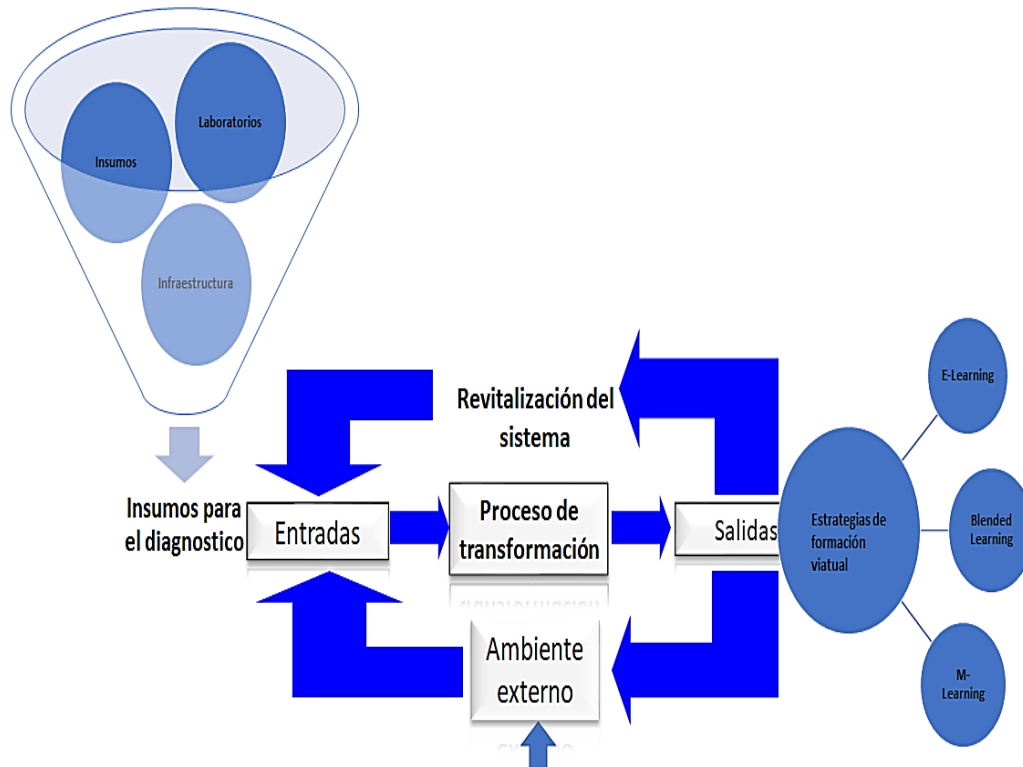 Laboratorios
Insumos
Infraestructura
E-Learning
Revitalización del
sistema
Insumos para
el diagnostico
Entradas
Proceso de
transformación
Salidas
Estrategias de
formación
viatual
Blended
Learning
Ambiente
externo
M-
Learning